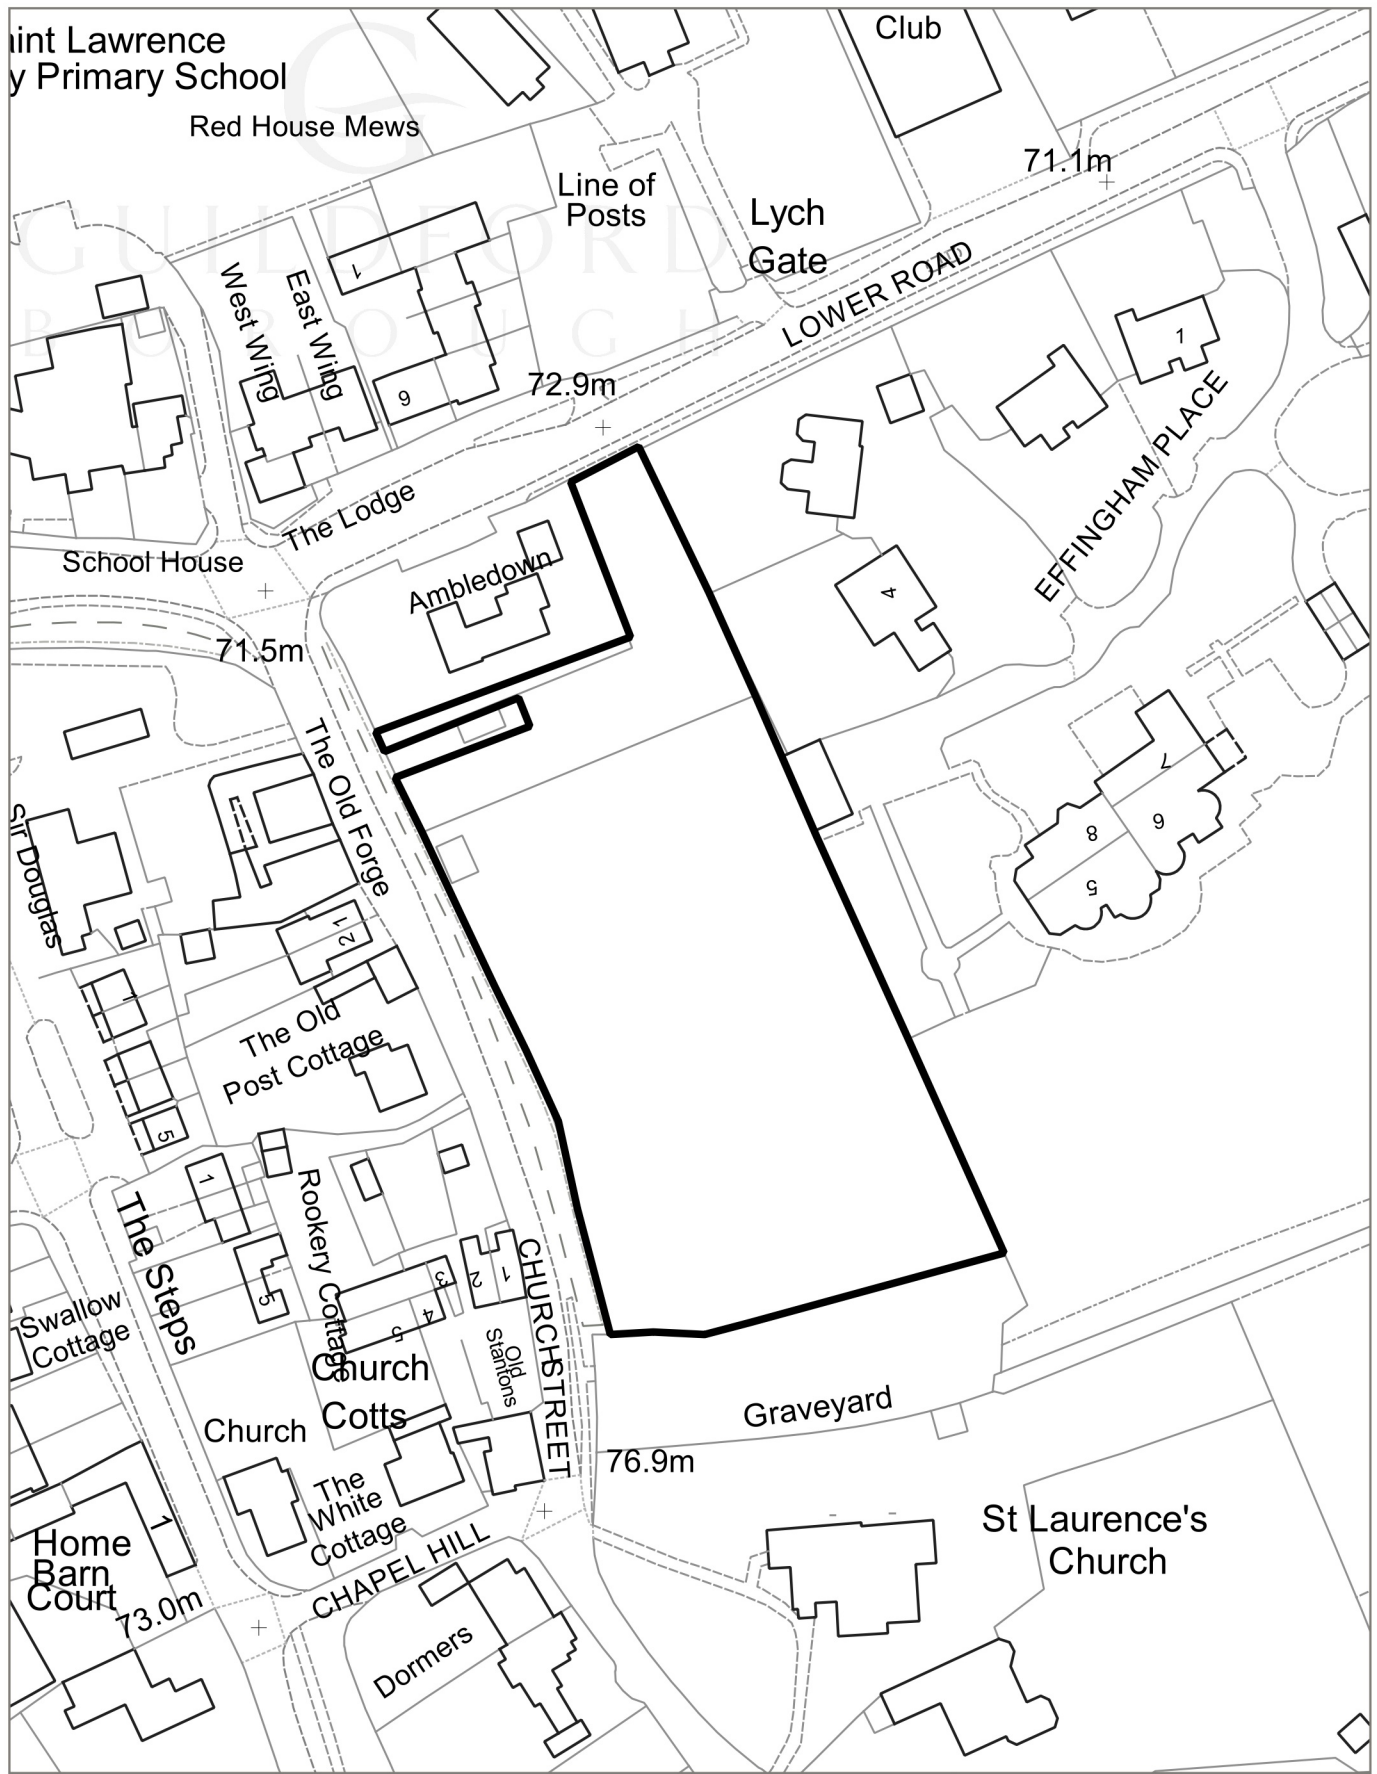 aint Lawrence
y Primary School
Club
Red House Mews
71.1m
Line of
Posts
Lych
Gate
GUILDFORD
BOROUGH
West Wing
East Wing
1
LOWER ROAD
1
72.9m
6
EFFINGHAM PLACE
The Lodge
School House
Ambledown
4
71.5m
The Old Forge
7
6
8
5
Sir Douglas
1
2
1
The Old
Post Cottage
5
1
Rookery Cottage
The Steps
5
CHURCH STREET
3
2
1
4
5
Swallow
Cottage
Old
Stantons
Church
Cotts
Graveyard
Church
76.9m
The
White
Cottage
1
St Laurence's
Church
Home
Barn
Court
CHAPEL HILL
73.0m
Dormers